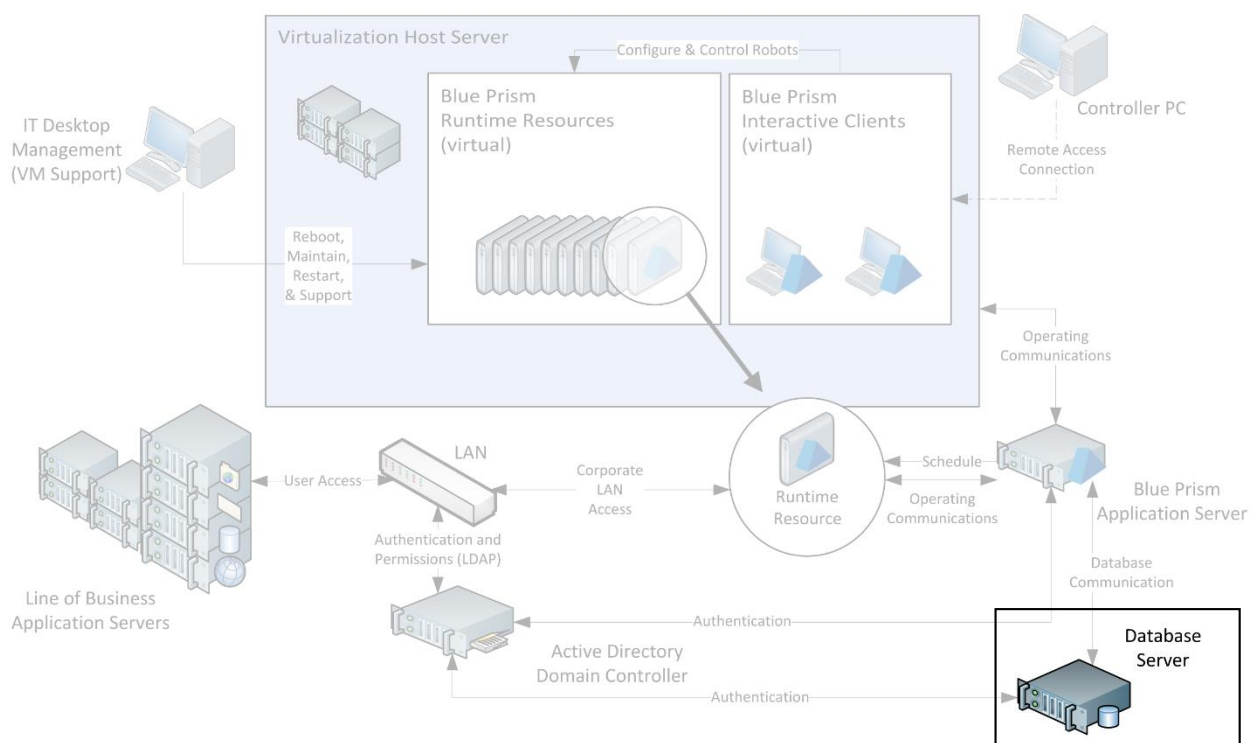 Virtualization Host Server
Configure & Control Robots
Blue Prism
Runtime Resources
(virtual)
Blue Prism
Interactive Clients
(virtual)
Controller PC
IT Desktop
Management
(VM Support)
Remote Access
Connection
Reboot,
Maintain,
Restart,
& Support
Operating
Communications
LAN
User Access
Corporate
LAN
Access
Runtime
Resource
Schedule
Operating
Communications
Blue Prism
Application Server
Authentication and
Permissions (LDAP)
Database
Communication
Line of Business
Application Servers
Authentication
Active Directory
Domain Controller
Database
Server
Authentication